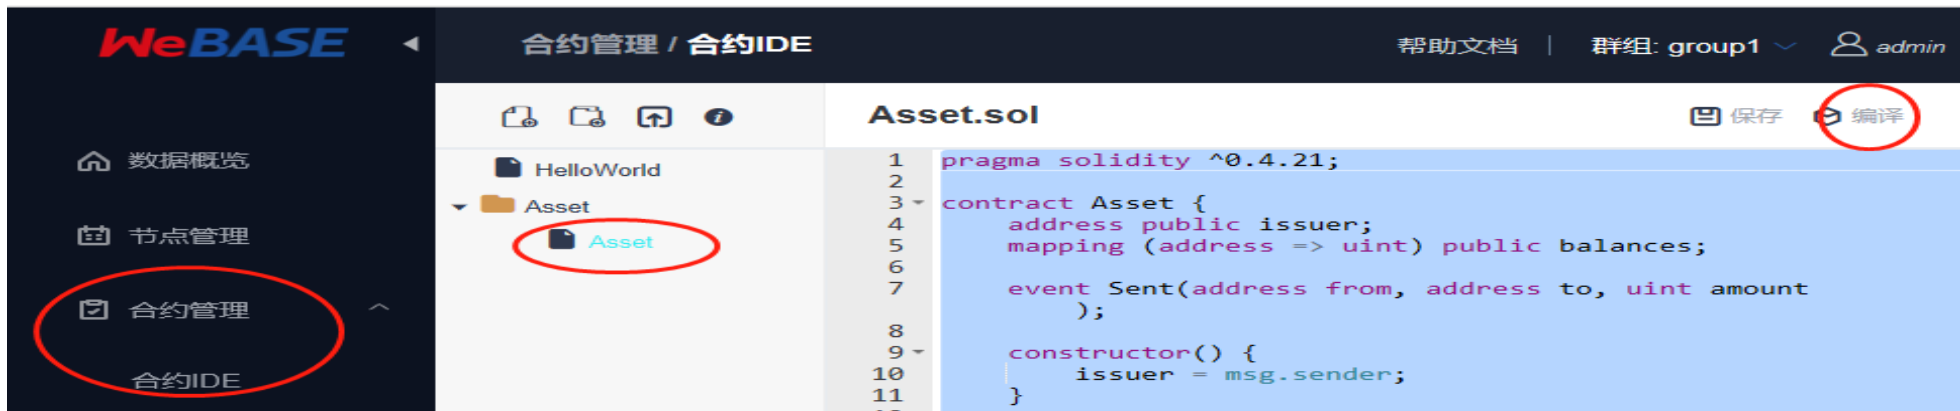 WeBASE
合约管理 / 合约IDE
帮助文档
群组: group1
admin
数据概览
节点管理
合约管理
合约IDE
HelloWorld
Asset
Asset
Asset.sol
保存
编译
1 pragma solidity ^0.4.21;
2
3 contract Asset {
4 address public issuer;
5 mapping (address => uint) public balances;
6
7 event Sent(address from, address to, uint amount
);
8
9 constructor() {
10 issuer = msg.sender;
11 }